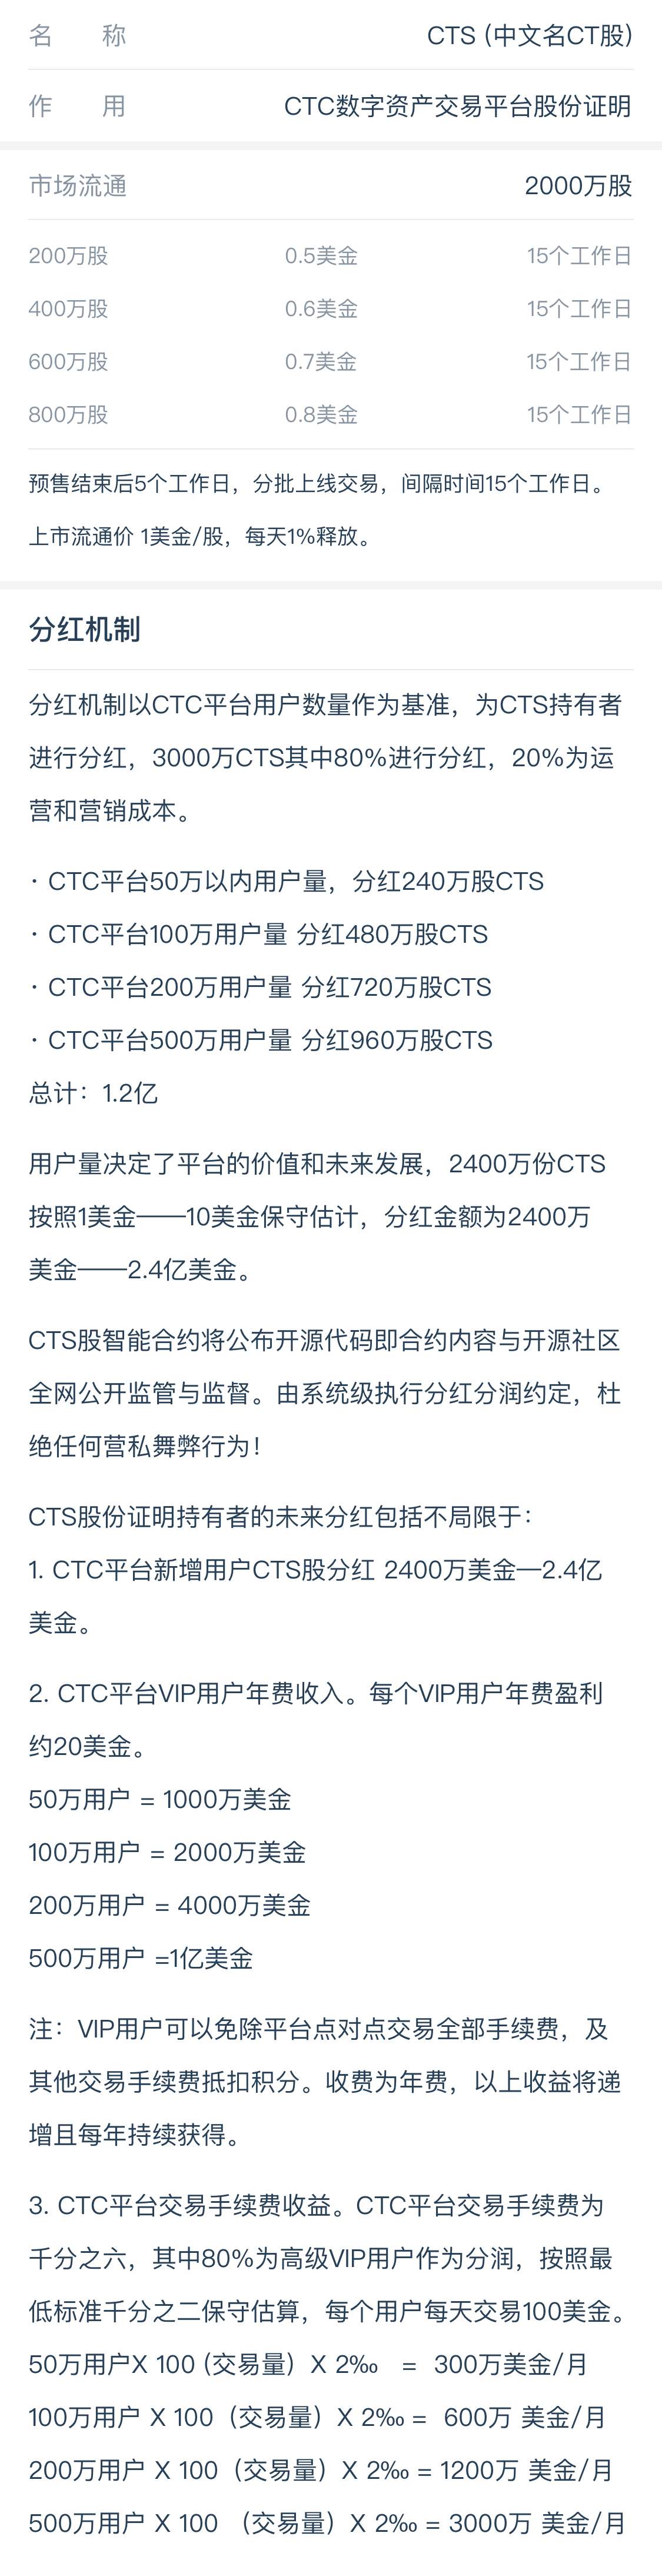 名 称 CTS (中文名CT股)
作 用 CTC数字资产交易平台股份证明
市场流通 2000万股
200万股 0.5美金 15个工作日
400万股 0.6美金 15个工作日
600万股 0.7美金 15个工作日
800万股 0.8美金 15个工作日
预售结束后5个工作日，分批上线交易，间隔时间15个工作日。
上市流通价 1美金/股，每天1%释放。
分红机制
分红机制以CTC平台用户数量作为基准，为CTS持有者
进行分红，3000万CTS其中80%进行分红，20%为运
营和营销成本。
· CTC平台50万以内用户量，分红240万股CTS
· CTC平台100万用户量 分红480万股CTS
· CTC平台200万用户量 分红720万股CTS
· CTC平台500万用户量 分红960万股CTS
总计：1.2亿
用户量决定了平台的价值和未来发展，2400万份CTS
按照1美金——10美金保守估计，分红金额为2400万
美金——2.4亿美金。
CTS股智能合约将公布开源代码即合约内容与开源社区
全网公开监管与监督。由系统级执行分红分润约定，杜
绝任何营私舞弊行为！
CTS股份证明持有者的未来分红包括不局限于：
1. CTC平台新增用户CTS股分红 2400万美金—2.4亿
美金。
2. CTC平台VIP用户年费收入。每个VIP用户年费盈利
约20美金。
50万用户 = 1000万美金
100万用户 = 2000万美金
200万用户 = 4000万美金
500万用户 =1亿美金
注：VIP用户可以免除平台点对点交易全部手续费，及
其他交易手续费抵扣积分。收费为年费，以上收益将递
增且每年持续获得。
3. CTC平台交易手续费收益。CTC平台交易手续费为
千分之六，其中80%为高级VIP用户作为分润，按照最
低标准千分之二保守估算，每个用户每天交易100美金。
50万用户X 100 (交易量）X 2‰ = 300万美金/月
100万用户 X 100（交易量）X 2‰ = 600万 美金/月
200万用户 X 100（交易量）X 2‰ = 1200万 美金/月
500万用户 X 100 （交易量）X 2‰ = 3000万 美金/月